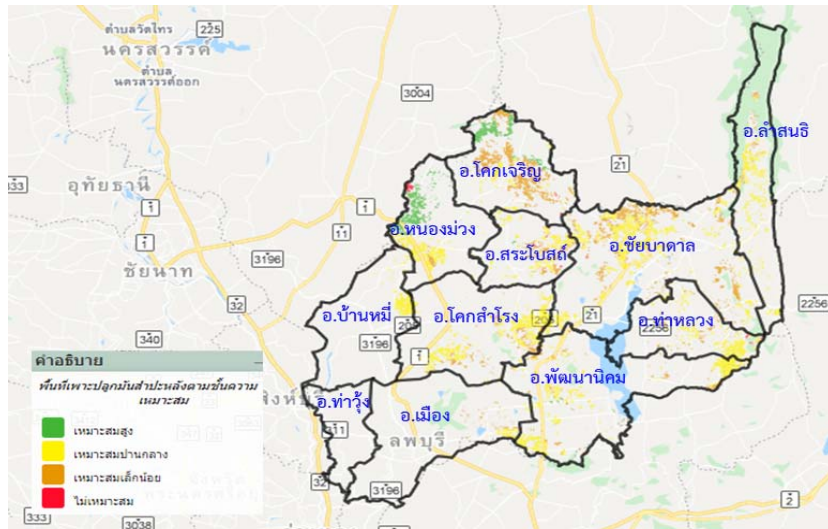 ตำบลวัดไทร
225
นครสวรรค์
ตำบล
นครสวรรค์ออก
3004
333
อุทัยธานี
1
1
21
อ.ลำสนธิ
อ.โคกเจริญ
อ.หนองม่วง
11
ชัยนาท
1
3196
อ.สระโบสถ์
อ.ชัยบาดาล
32
2256
อ.บ้านหมี่
อ.โคกสำโรง
205
21
อ.ท่าหลวง
2256
340
3196
205
1
คำอธิบาย
พื้นที่เพาะปลูกมันสำปะหลังตามชั้นความ
เหมาะสม
เหมาะสมสูง
เหมาะสมปานกลาง
เหมาะสมเล็กน้อย
ไม่เหมาะสม
อ.พัฒนานิคม
อ.ท่าวุ้ง
อ.เมือง
311
ลพบุรี
32
3196
333
3038
2